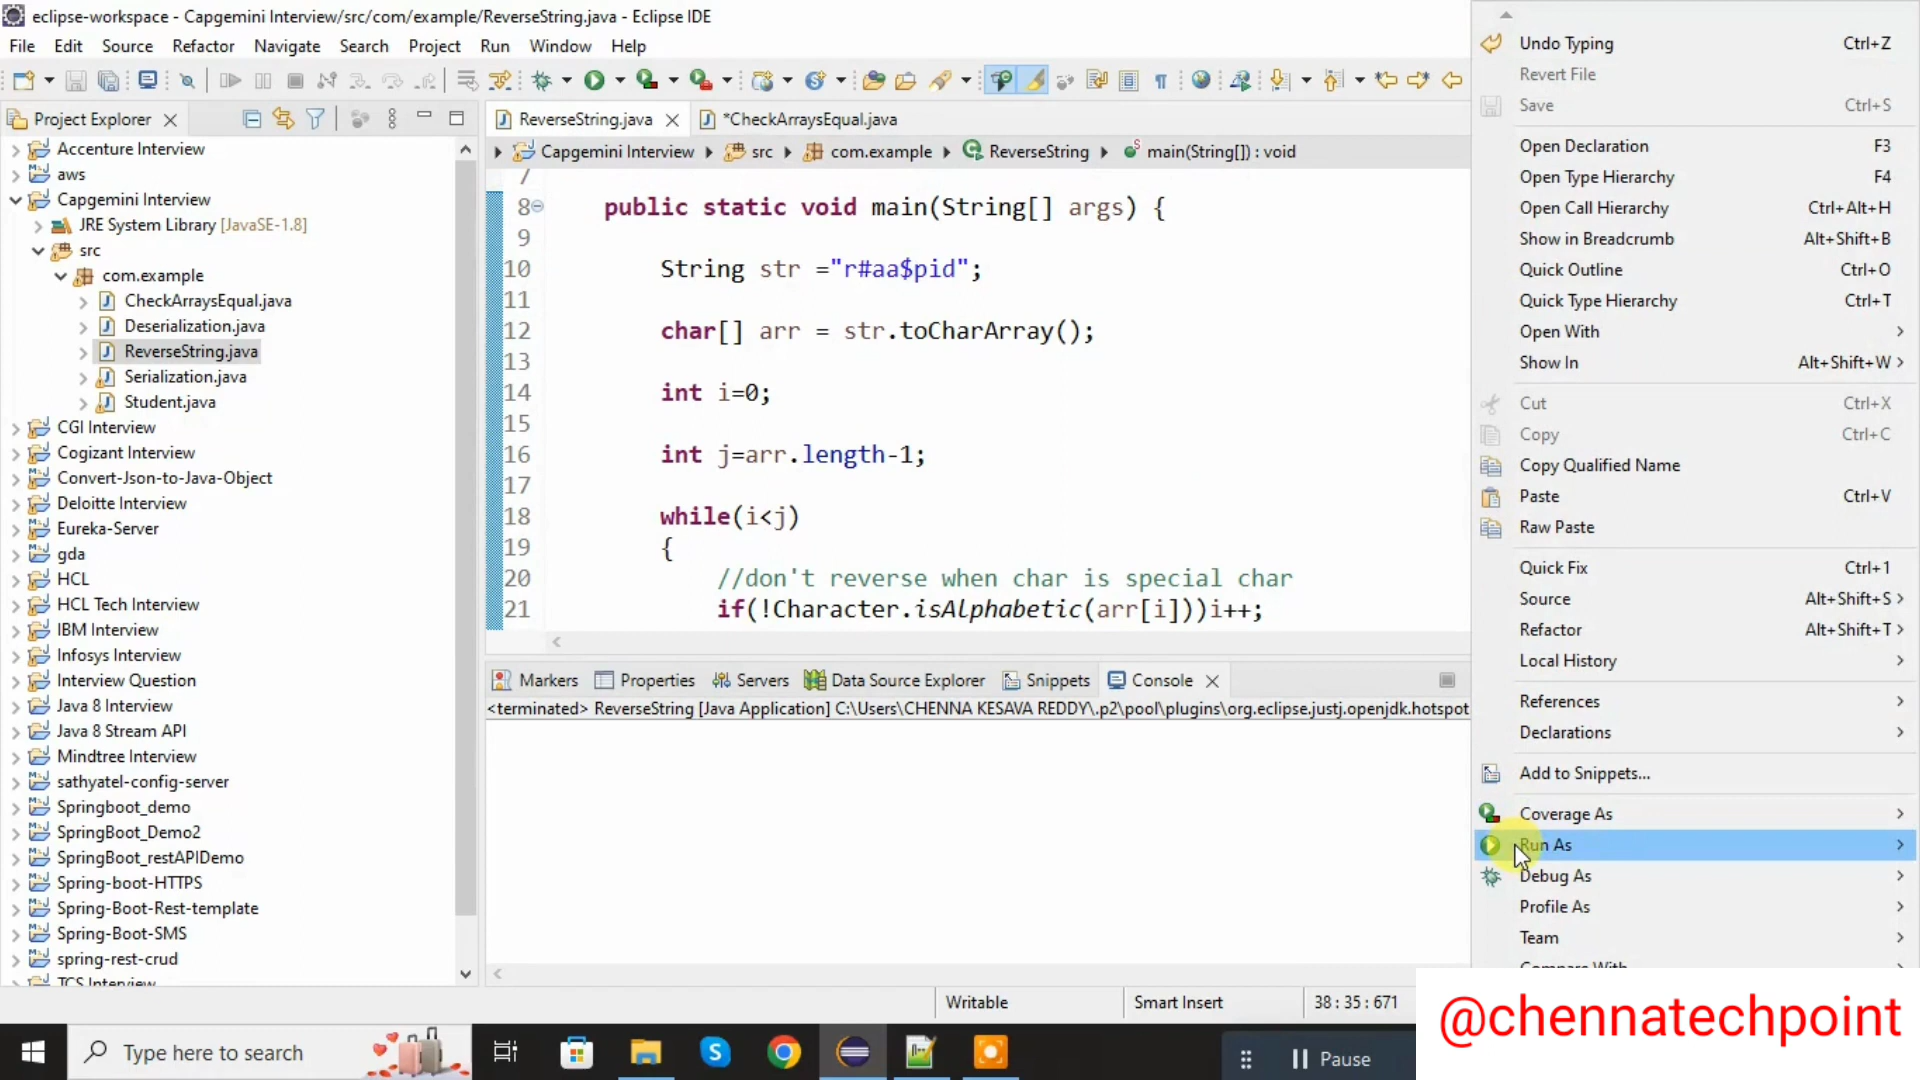 eclipse-workspace - Capgemini Interview/src/com/example/ReverseString.java - Eclipse IDE
File Edit Source Refactor Navigate Search Project Run Window Help
Project Explorer
Accenture Interview
aws
Capgemini Interview
JRE System Library [JavaSE-1.8]
src
com.example
CheckArraysEqual.java
Deserialization.java
ReverseString.java
Serialization.java
Student.java
CGI Interview
Cogizant Interview
Convert-Json-to-Java-Object
Deloitte Interview
Eureka-Server
gda
HCL
HCL Tech Interview
IBM Interview
Infosys Interview
Interview Question
Java 8 Interview
Java 8 Stream API
Mindtree Interview
sathyatel-config-server
Springboot_demo
SpringBoot_Demo2
SpringBoot_restAPIDemo
Spring-boot-HTTPS
Spring-Boot-Rest-template
Spring-Boot-SMS
spring-rest-crud
TCS Interview
ReverseString.java *CheckArraysEqual.java
Capgemini Interview src com.example ReverseString main(String[]) : void
7
8 public static void main(String[] args) {
9
10 String str ="r#aa$pid";
11
12 char[] arr = str.toCharArray();
13
14 int i=0;
15
16 int j=arr.length-1;
17
18 while(i<j)
19 {
20 //don't reverse when char is special char
21 if(!Character.isAlphabetic(arr[i]))i++;
Markers Properties Servers Data Source Explorer Snippets Console
<terminated> ReverseString [Java Application] C:\Users\CHENNA KESAVA REDDY\.p2\pool\plugins\org.eclipse.justj.openjdk.hotspot
Undo Typing Ctrl+Z
Revert File
Save Ctrl+S
Open Declaration F3
Open Type Hierarchy F4
Open Call Hierarchy Ctrl+Alt+H
Show in Breadcrumb Alt+Shift+B
Quick Outline Ctrl+O
Quick Type Hierarchy Ctrl+T
Open With
Show In Alt+Shift+W
Cut Ctrl+X
Copy Ctrl+C
Copy Qualified Name
Paste Ctrl+V
Raw Paste
Quick Fix Ctrl+1
Source Alt+Shift+S
Refactor Alt+Shift+T
Local History
References
Declarations
Add to Snippets...
Coverage As
Run As
Debug As
Profile As
Team
Compare With
Writable Smart Insert 38 : 35 : 671
@chennatechpoint
Type here to search
Pause